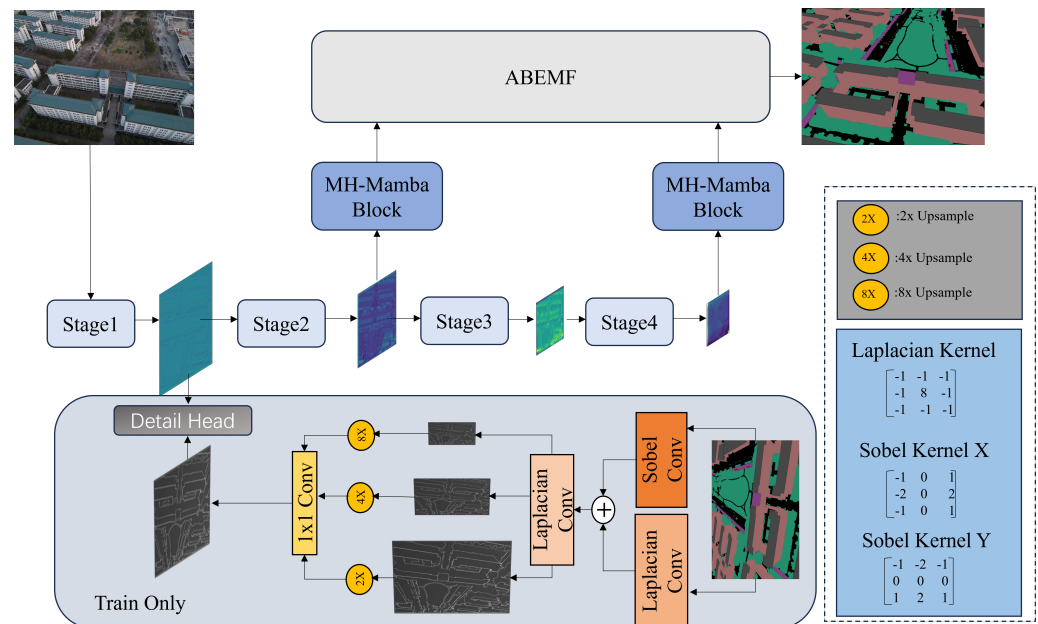 ABEMF
MH-Mamba
Block
MH-Mamba
Block
Stage1
Stage2
Stage3
Stage4
Detail Head
8X
4X
2X
1x1 Conv
Laplacian
Conv
Sobel
Conv
Laplacian
Conv
Train Only
2X :2x Upsample
4X :4x Upsample
8X :8x Upsample
Laplacian Kernel
-1 -1 -1
-1 8 -1
-1 -1 -1
Sobel Kernel X
-1 0 1
-2 0 2
-1 0 1
Sobel Kernel Y
-1 -2 -1
0 0 0
1 2 1